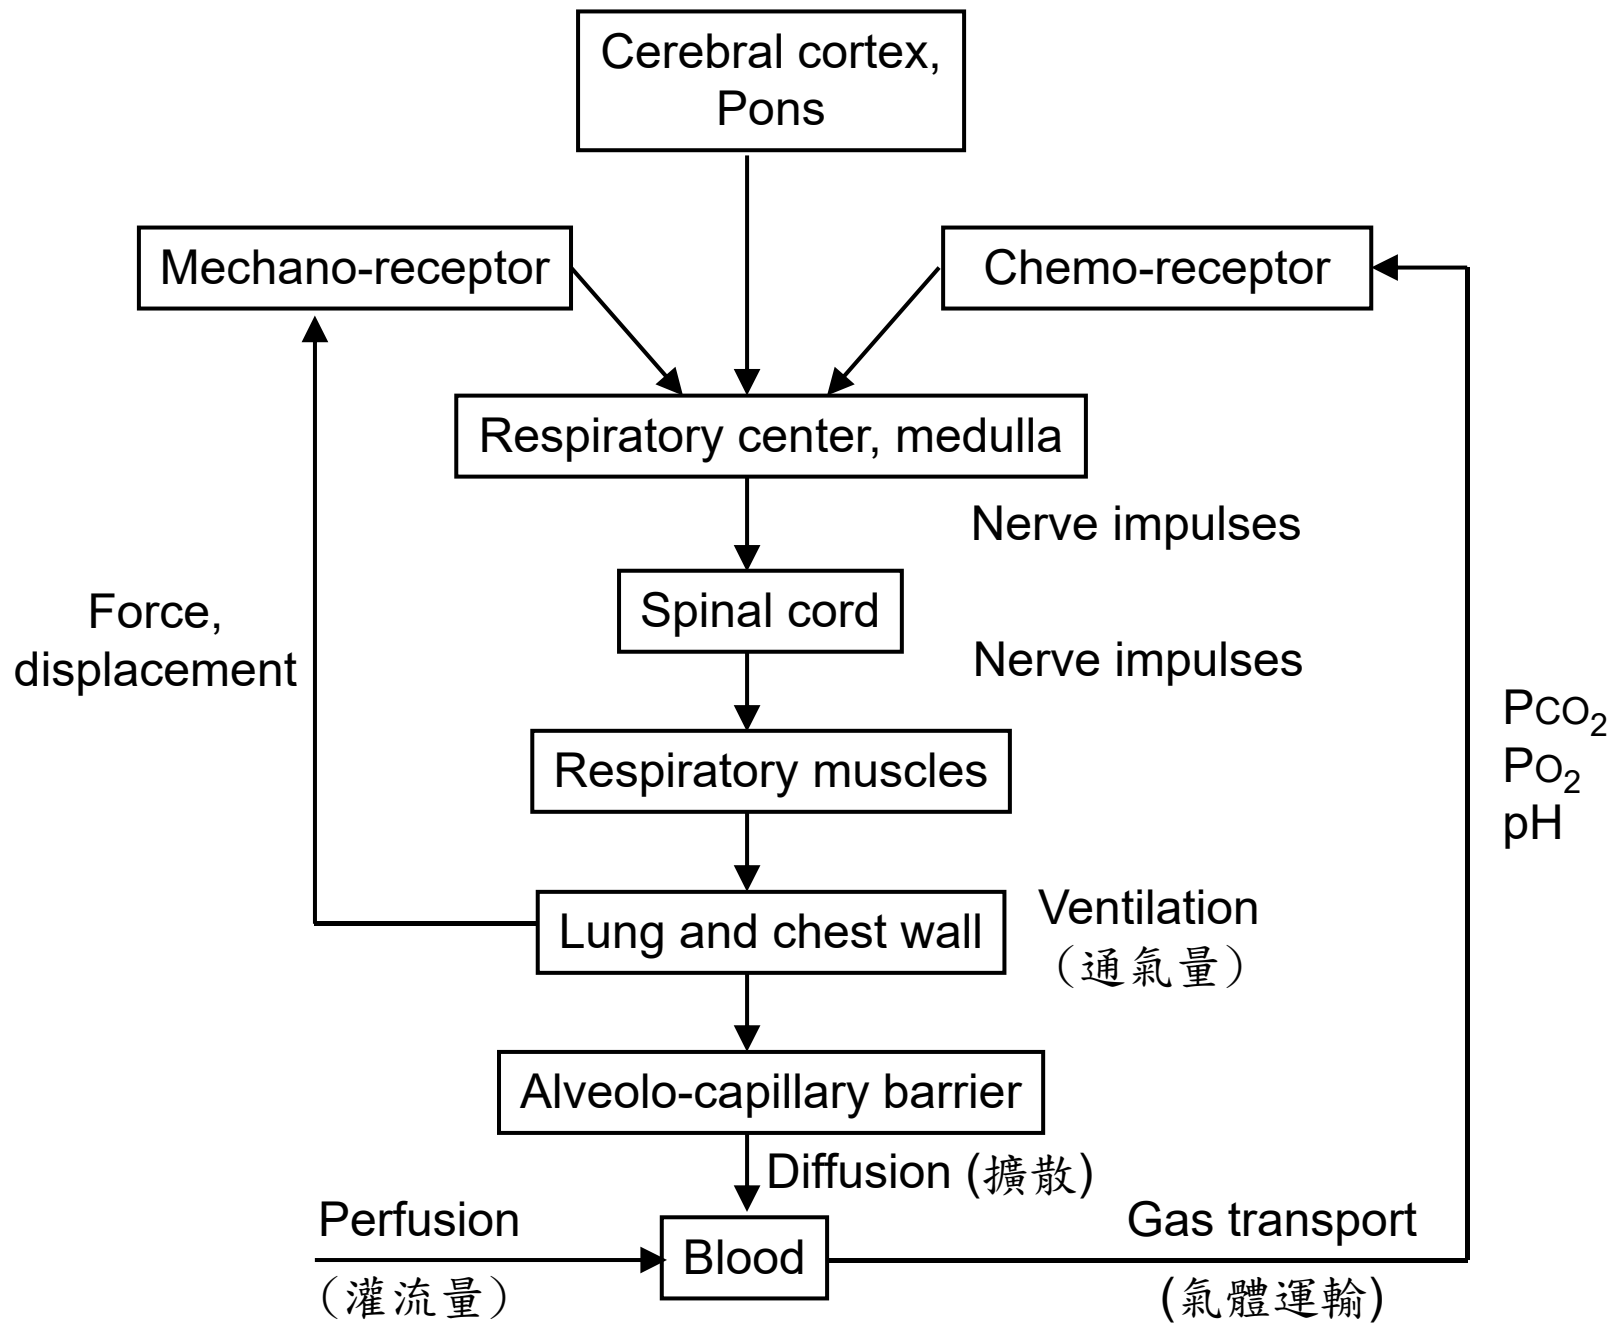 Cerebral cortex,
Pons
Mechano-receptor
Chemo-receptor
Respiratory center, medulla
Nerve impulses
Spinal cord
Force,
displacement
Nerve impulses
PCO₂
PO₂
pH
Respiratory muscles
Lung and chest wall
Ventilation
（通氣量）
Alveolo-capillary barrier
Diffusion (擴散)
Perfusion
（灌流量）
Blood
Gas transport
(氣體運輸)